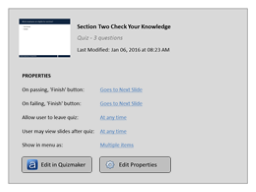 Section Two Check Your Knowledge
Quiz - 3 questions
Last Modified: Jan 06, 2016 at 08:23 AM
PROPERTIES
On passing, 'Finish' button: Goes to Next Slide
On failing, 'Finish' button: Goes to Next Slide
Allow user to leave quiz: At any time
User may view slides after quiz: At any time
Show in menu as: Multiple items
Edit in Quizmaker Edit Properties